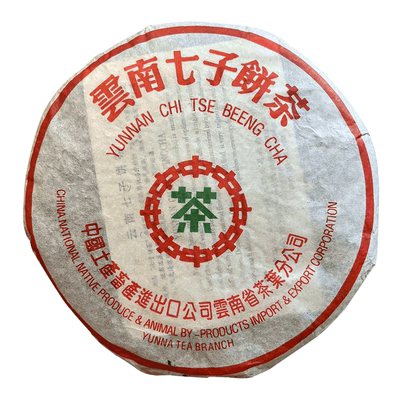 雲南七子餅茶
YUNNAN CHI TSE BEENG CHA
茶
中國土產畜產進出口公司雲南省茶葉分公司
CHINA NATIONAL NATIVE PRODUCE & ANIMAL BY-PRODUCTS IMPORT & EXPORT CORPORATION
YUNNA TEA BRANCH